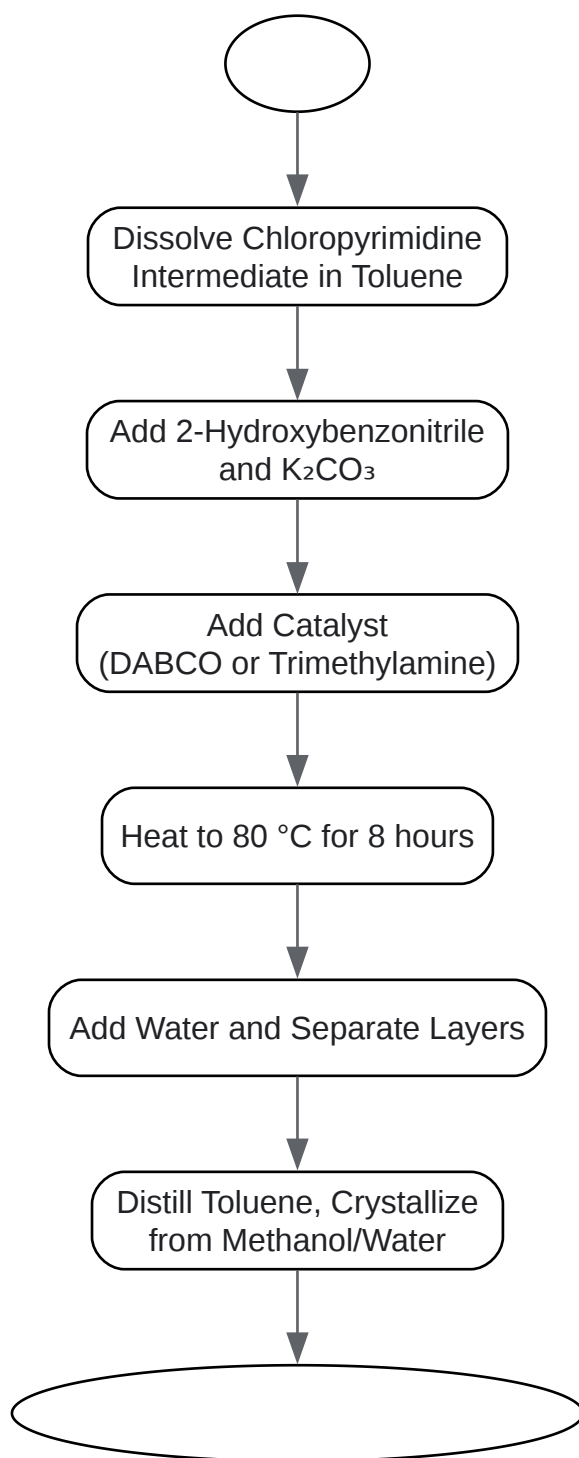 Dissolve Chloropyrimidine
Intermediate in Toluene
Add 2-Hydroxybenzonitrile
and K₂CO₃
Add Catalyst
(DABCO or Trimethylamine)
Heat to 80 °C for 8 hours
Add Water and Separate Layers
Distill Toluene, Crystallize
from Methanol/Water